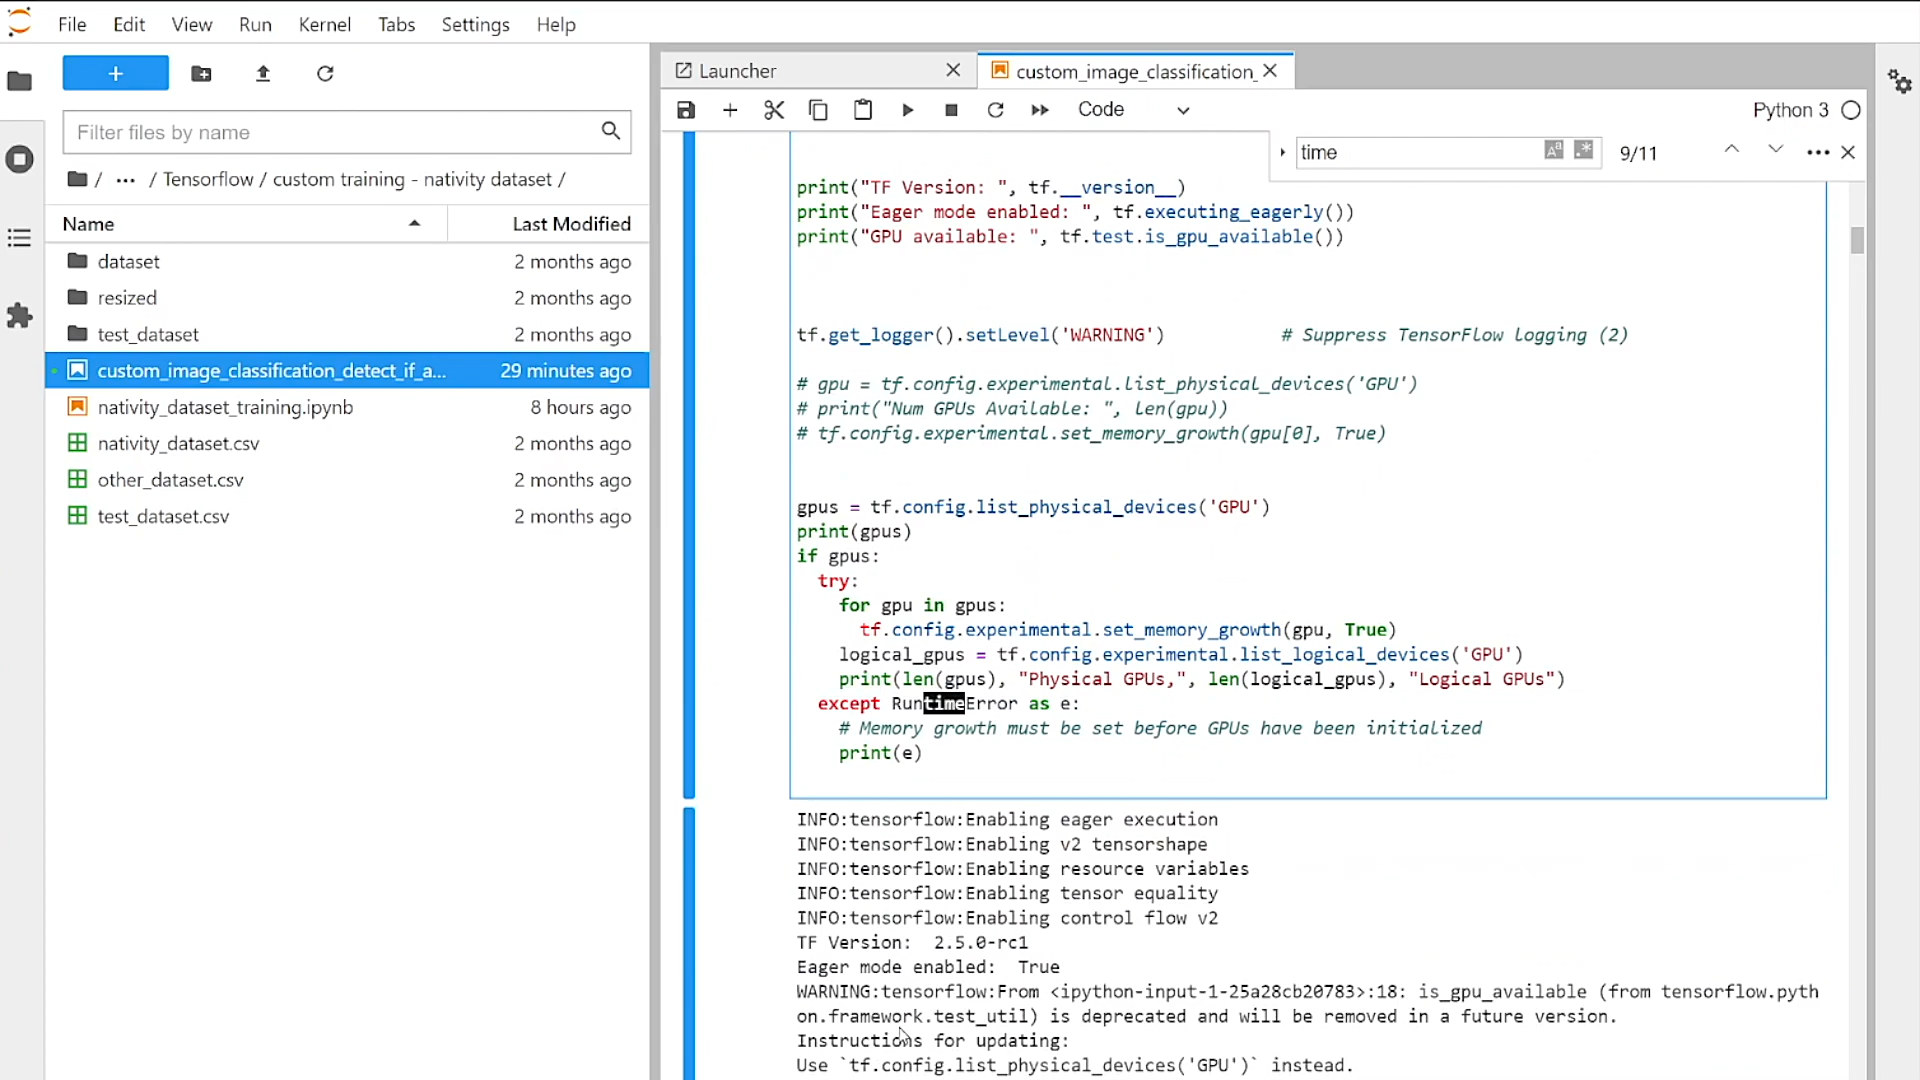 File Edit View Run Kernel Tabs Settings Help
+
Filter files by name
/ ... / Tensorflow / custom training - nativity dataset /
Name Last Modified
dataset 2 months ago
resized 2 months ago
test_dataset 2 months ago
custom_image_classification_detect_if_a... 29 minutes ago
nativity_dataset_training.ipynb 8 hours ago
nativity_dataset.csv 2 months ago
other_dataset.csv 2 months ago
test_dataset.csv 2 months ago
Launcher custom_image_classification_
Code Python 3
time 9/11
print("TF Version: ", tf.__version__)
print("Eager mode enabled: ", tf.executing_eagerly())
print("GPU available: ", tf.test.is_gpu_available())
tf.get_logger().setLevel('WARNING') # Suppress TensorFlow logging (2)
# gpu = tf.config.experimental.list_physical_devices('GPU')
# print("Num GPUs Available: ", len(gpu))
# tf.config.experimental.set_memory_growth(gpu[0], True)
gpus = tf.config.list_physical_devices('GPU')
print(gpus)
if gpus:
try:
for gpu in gpus:
tf.config.experimental.set_memory_growth(gpu, True)
logical_gpus = tf.config.experimental.list_logical_devices('GPU')
print(len(gpus), "Physical GPUs,", len(logical_gpus), "Logical GPUs")
except RuntimeError as e:
# Memory growth must be set before GPUs have been initialized
print(e)
INFO:tensorflow:Enabling eager execution
INFO:tensorflow:Enabling v2 tensorshape
INFO:tensorflow:Enabling resource variables
INFO:tensorflow:Enabling tensor equality
INFO:tensorflow:Enabling control flow v2
TF Version:  2.5.0-rc1
Eager mode enabled:  True
WARNING:tensorflow:From <ipython-input-1-25a28cb20783>:18: is_gpu_available (from tensorflow.pyth
on.framework.test_util) is deprecated and will be removed in a future version.
Instructions for updating:
Use `tf.config.list_physical_devices('GPU')` instead.